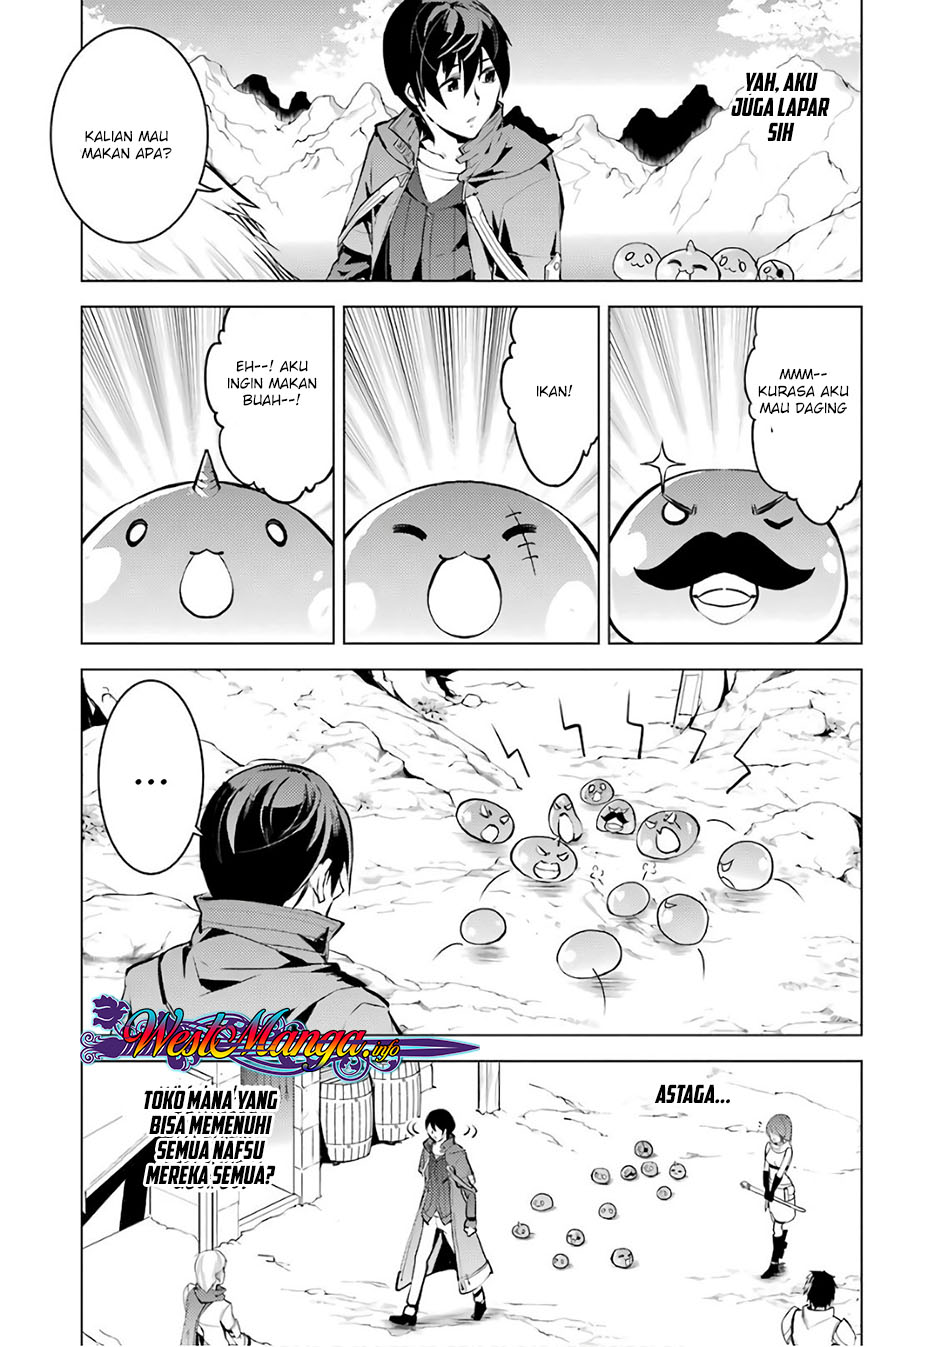 YAH, AKU
JUGA LAPAR
SIH
KALIAN MAU
MAKAN APA?
MMM--
KURASA AKU
MAU DAGING
IKAN!
EH--! AKU
INGIN MAKAN
BUAH--!
...
WestManga.info
ASTAGA...
TOKO MANA YANG
BISA MEMENUHI
SEMUA NAFSU
MEREKA SEMUA?